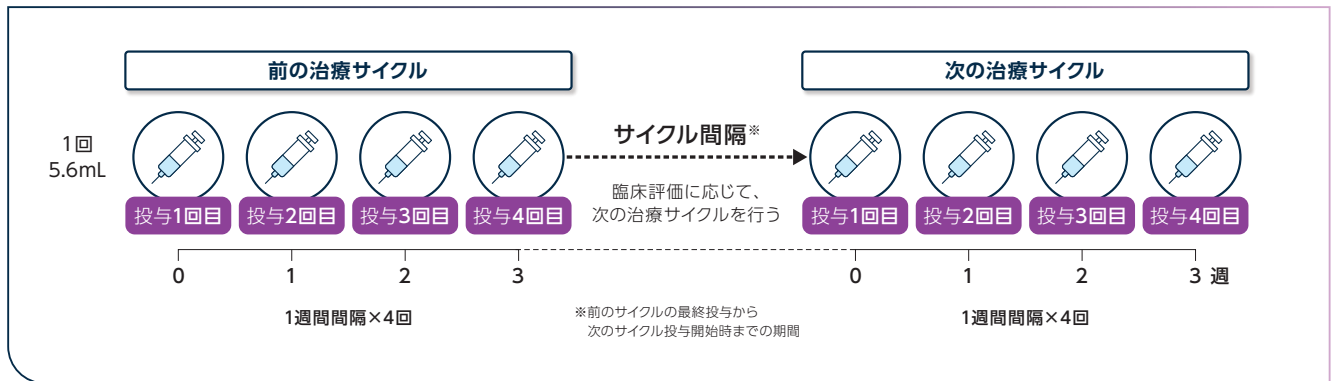 前の治療サイクル
次の治療サイクル
1回
5.6mL
サイクル間隔※
臨床評価に応じて、
次の治療サイクルを行う
投与1回目
投与2回目
投与3回目
投与4回目
投与1回目
投与2回目
投与3回目
投与4回目
0
1
2
3
0
1
2
3 週
1週間間隔×4回
※前のサイクルの最終投与から
次のサイクル投与開始時までの期間
1週間間隔×4回